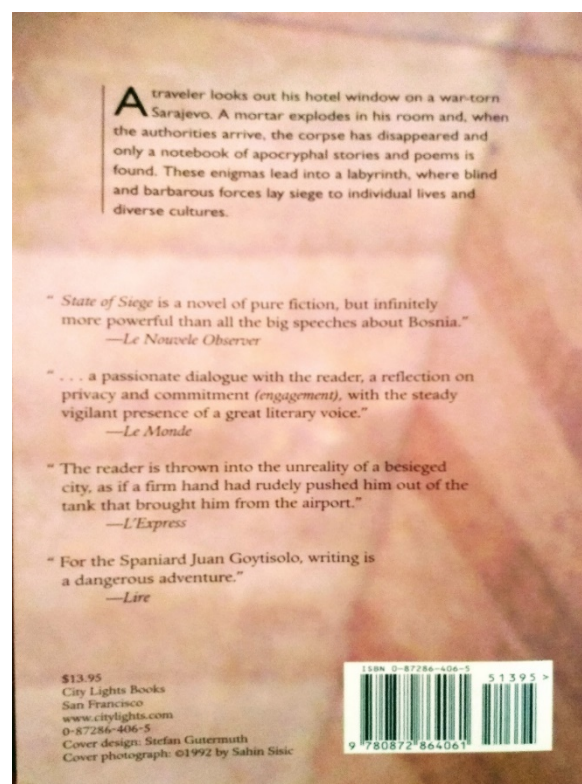 A traveler looks out his hotel window on a war-torn
Sarajevo. A mortar explodes in his room and, when
the authorities arrive, the corpse has disappeared and
only a notebook of apocryphal stories and poems is
found. These enigmas lead into a labyrinth, where blind
and barbarous forces lay siege to individual lives and
diverse cultures.
“ State of Siege is a novel of pure fiction, but infinitely
more powerful than all the big speeches about Bosnia.”
—Le Nouvele Observer
“ . . . a passionate dialogue with the reader, a reflection on
privacy and commitment (engagement), with the steady
vigilant presence of a great literary voice.”
—Le Monde
“ The reader is thrown into the unreality of a besieged
city, as if a firm hand had rudely pushed him out of the
tank that brought him from the airport.”
—L’Express
“ For the Spaniard Juan Goytisolo, writing is
a dangerous adventure.”
—Lire
$13.95
City Lights Books
San Francisco
www.citylights.com
0-87286-406-5
Cover design: Stefan Gutermuth
Cover photograph: ©1992 by Sahin Sisic
ISBN 0-87286-406-5
51395 >
9 780872 864061